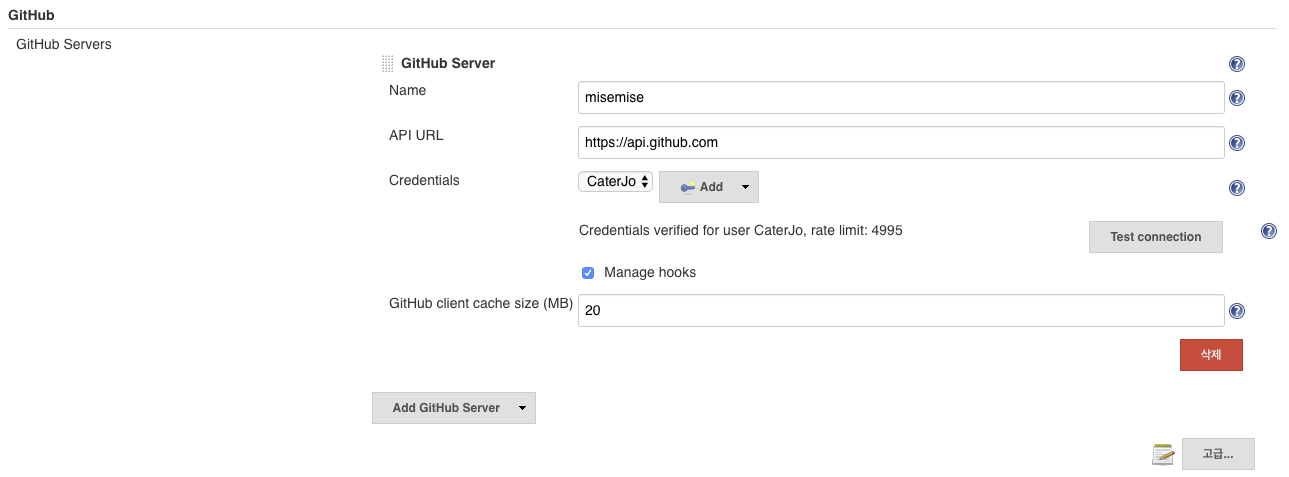 GitHub
GitHub Servers
GitHub Server
Name
misemise
API URL
https://api.github.com
Credentials
CaterJo
Add
Credentials verified for user CaterJo, rate limit: 4995
Test connection
Manage hooks
GitHub client cache size (MB)
20
삭제
Add GitHub Server
고급...